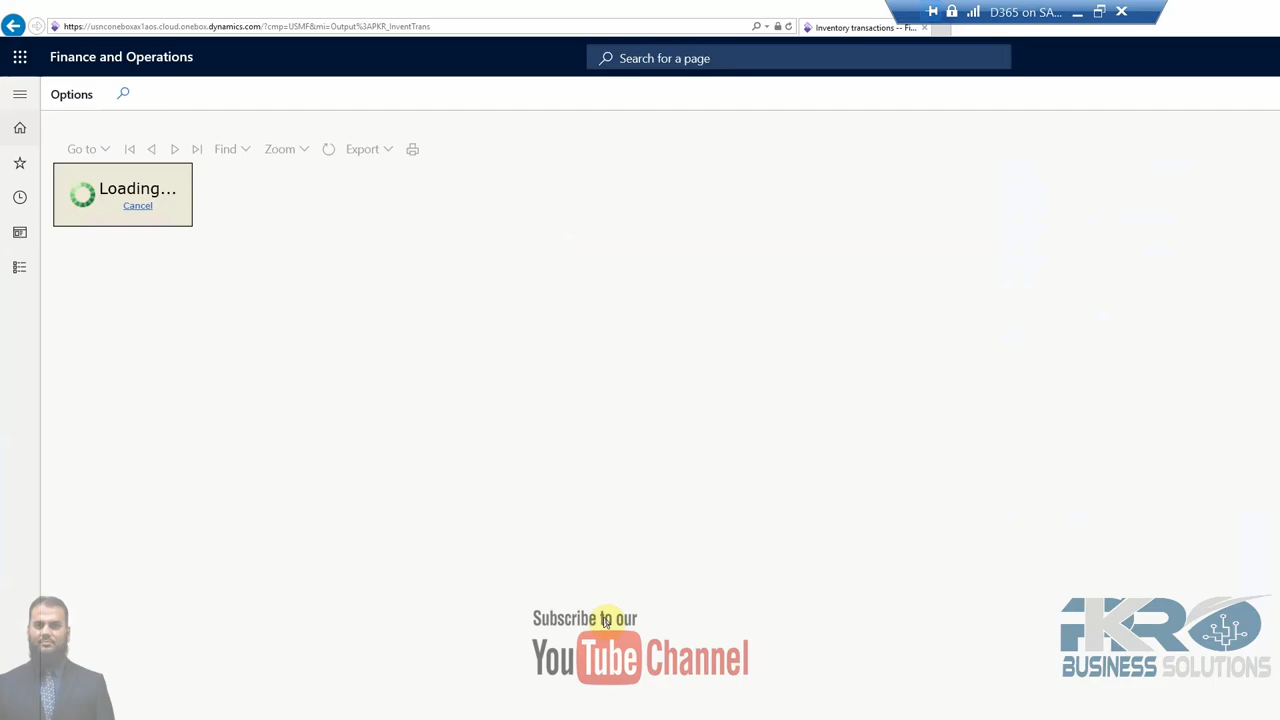 https://usnconeboxax1aos.cloud.onebox.dynamics.com/?cmp=USMF&mi=Output%3APKR_InventTrans
Inventory transactions -- Fi...
D365 on SA...
Finance and Operations
Search for a page
Options
Go to
Find
Zoom
Export
Loading...
Cancel
Subscribe to our
YouTube Channel
PKR
BUSINESS SOLUTIONS